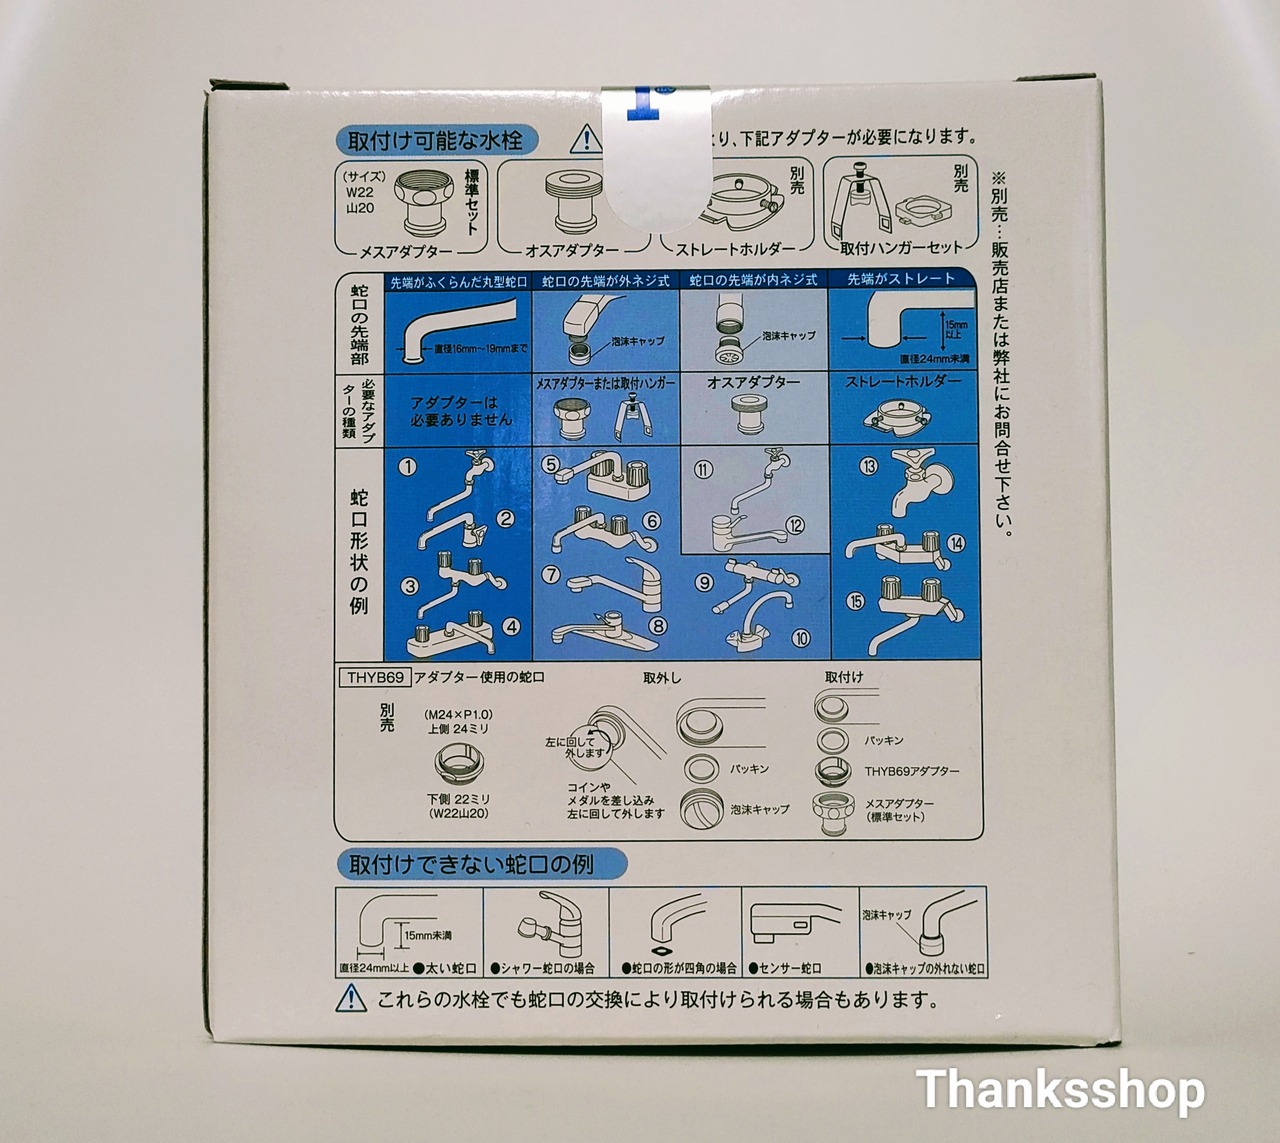 取付け可能な水栓
り、下記アダプターが必要になります。
(サイズ)
W22
山20
標準セット
メスアダプター
オスアダプター
別売
ストレートホルダー
別売
取付ハンガーセット
※別売…販売店または弊社にお問合せ下さい。
蛇口の先端部
先端がふくらんだ丸型蛇口
蛇口の先端が外ネジ式
蛇口の先端が内ネジ式
先端がストレート
直径16mm～19mmまで
泡沫キャップ
泡沫キャップ
15mm
以上
直径24mm未満
必要なアダプ
ターの種類
アダプターは
必要ありません
メスアダプターまたは取付ハンガー
オスアダプター
ストレートホルダー
蛇口形状の例
①
②
③
④
⑤
⑥
⑦
⑧
⑪
⑫
⑨
⑩
⑬
⑭
⑮
THYB69 アダプター使用の蛇口
別売
(M24×P1.0)
上側 24ミリ
下側 22ミリ
(W22山20)
取外し
左に回して
外します
コインや
メダルを差し込み
左に回して外します
パッキン
泡沫キャップ
取付け
パッキン
THYB69アダプター
メスアダプター
(標準セット)
取付けできない蛇口の例
15mm未満
直径24mm以上 ●太い蛇口
●シャワー蛇口の場合
●蛇口の形が四角の場合
●センサー蛇口
泡沫キャップ
●泡沫キャップの外れない蛇口
これらの水栓でも蛇口の交換により取付けられる場合もあります。
Thanksshop